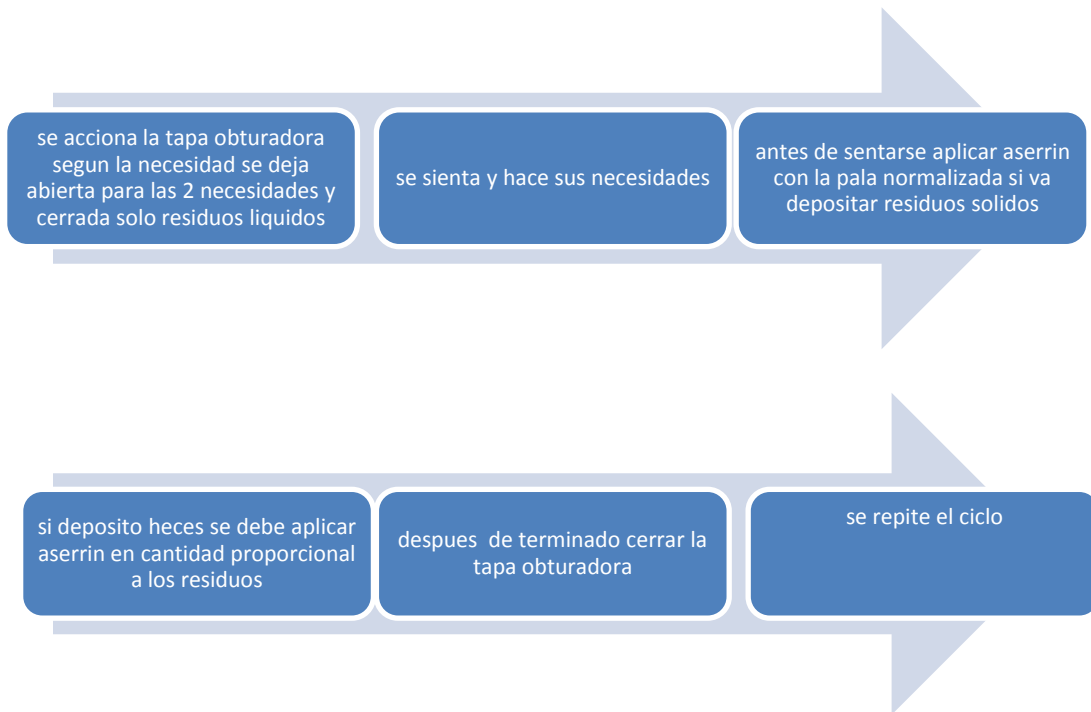 se acciona la tapa obturadora
segun la necesidad se deja
abierta para las 2 necesidades y
cerrada solo residuos liquidos
se sienta y hace sus necesidades
antes de sentarse aplicar aserrin
con la pala normalizada si va
depositar residuos solidos
si deposito heces se debe aplicar
aserrin en cantidad proporcional
a los residuos
despues de terminado cerrar la
tapa obturadora
se repite el ciclo